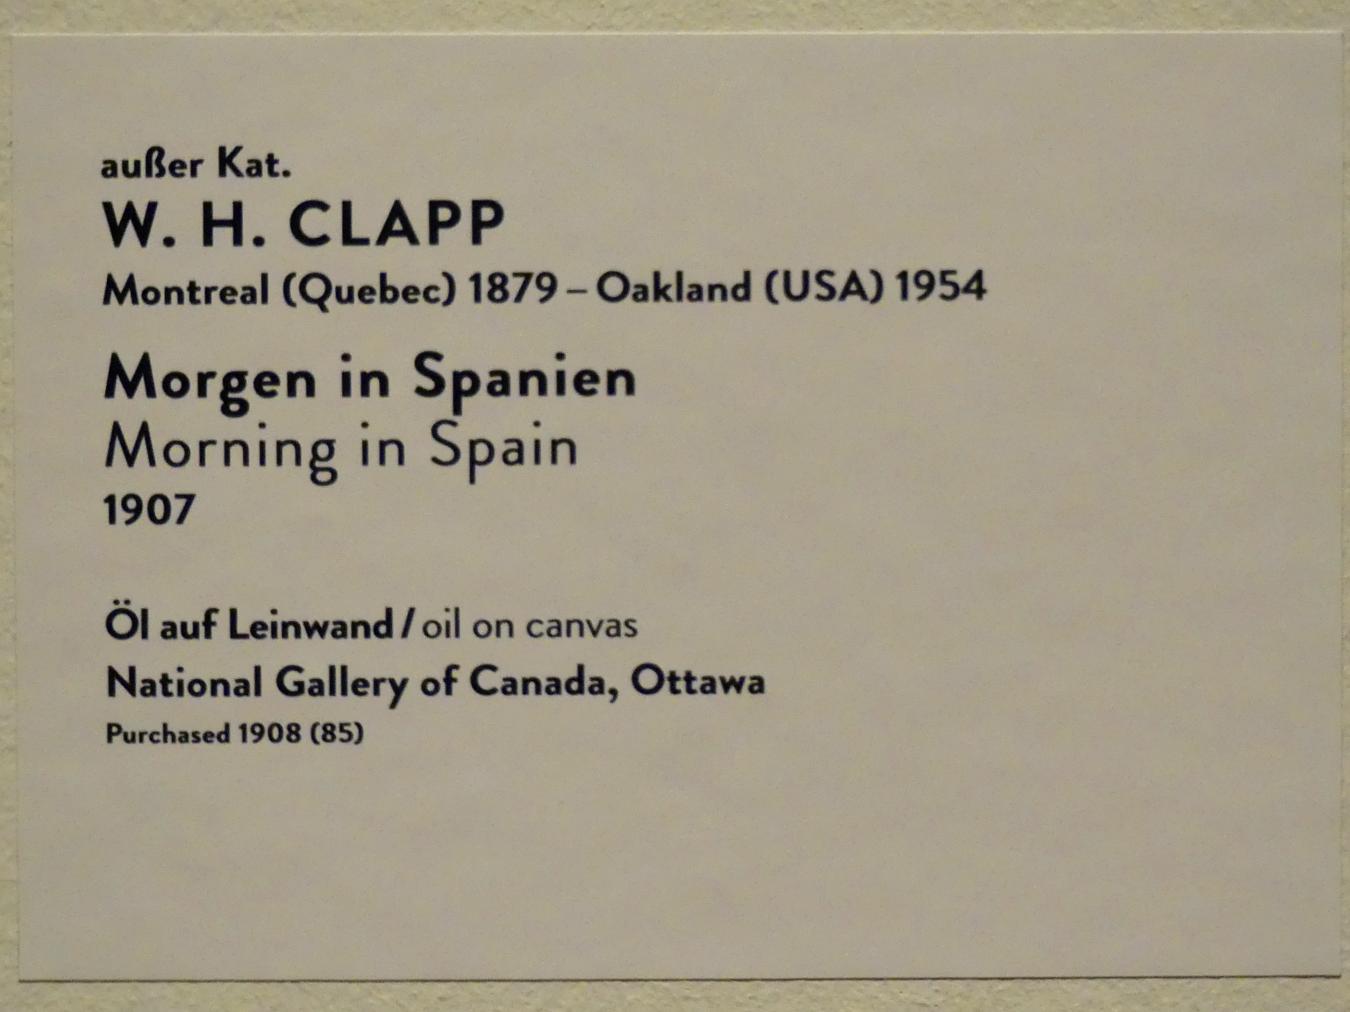 außer Kat.
W. H. CLAPP
Montreal (Quebec) 1879 – Oakland (USA) 1954
Morgen in Spanien
Morning in Spain
1907
Öl auf Leinwand / oil on canvas
National Gallery of Canada, Ottawa
Purchased 1908 (85)